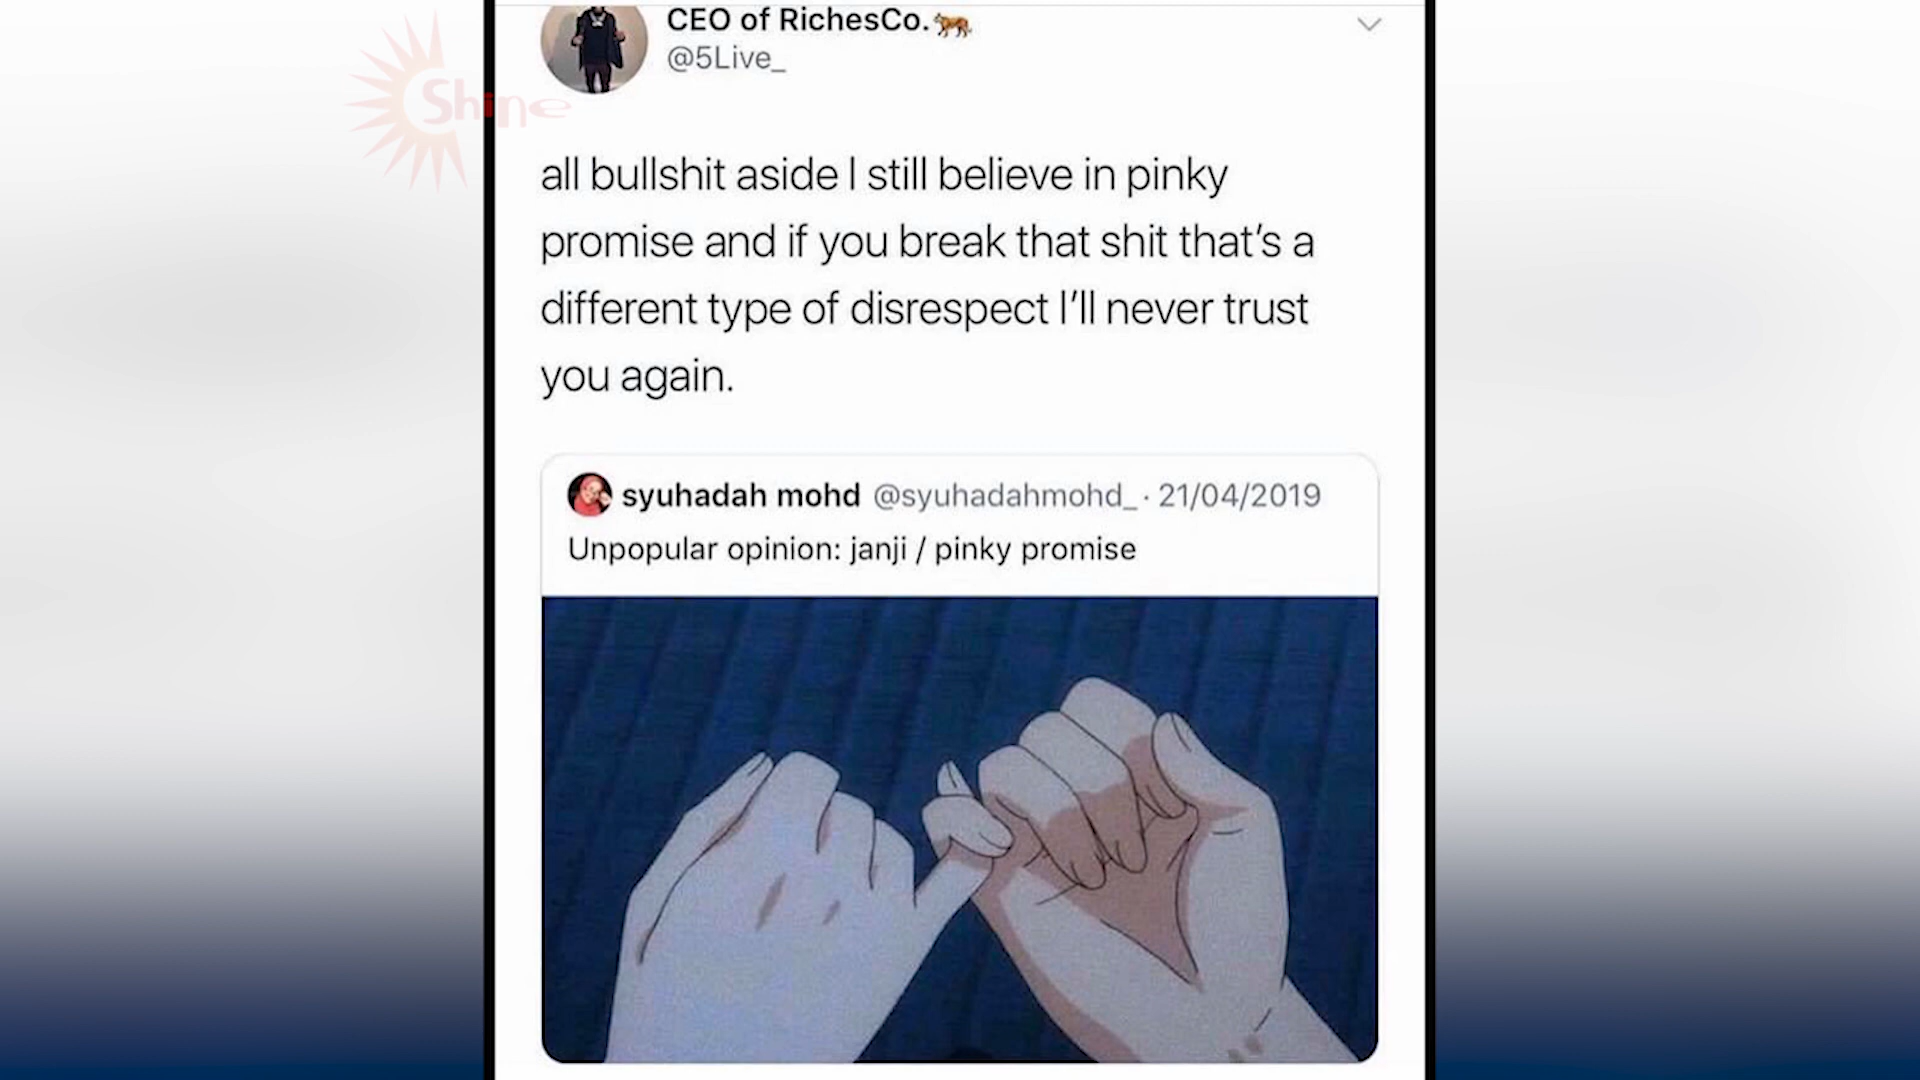 CEO of RichesCo.🐅
@5Live_
Shine
all bullshit aside I still believe in pinky
promise and if you break that shit that's a
different type of disrespect I'll never trust
you again.
syuhadah mohd @syuhadahmohd_ · 21/04/2019
Unpopular opinion: janji / pinky promise